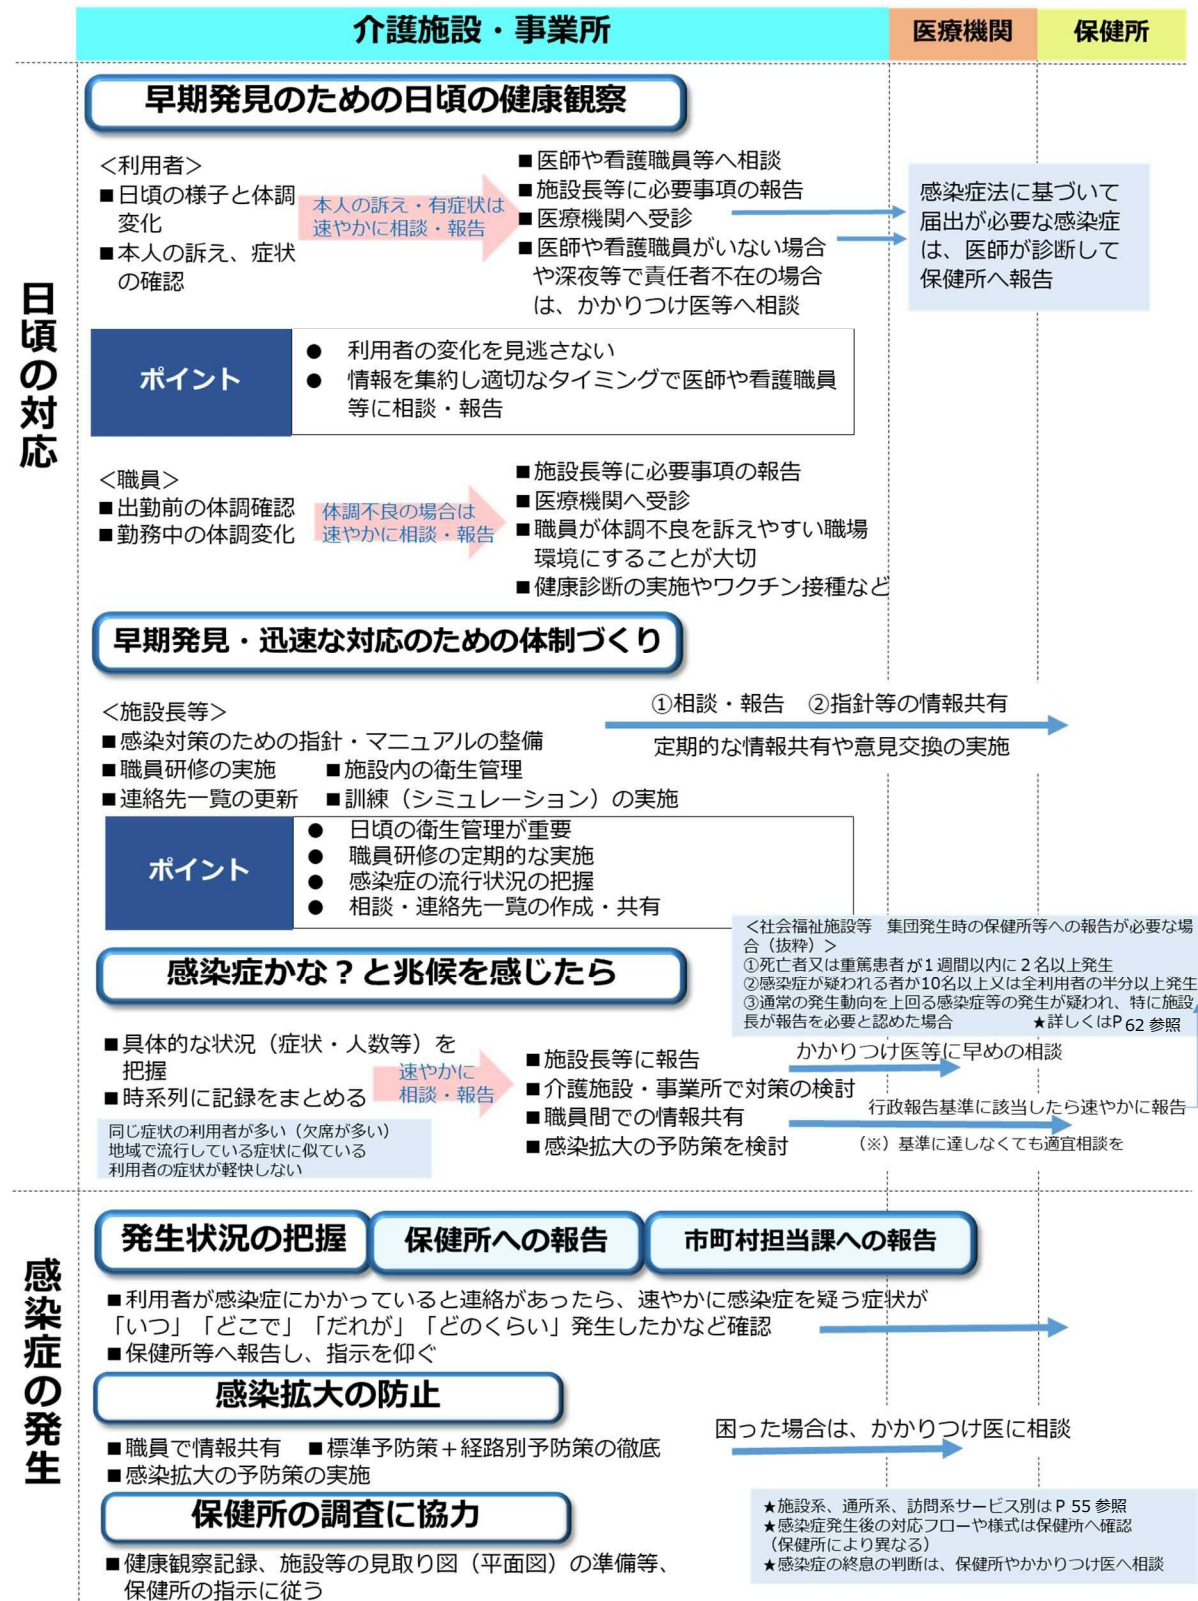 介護施設・事業所
医療機関
保健所
日頃の対応
早期発見のための日頃の健康観察
＜利用者＞
■日頃の様子と体調
変化
■本人の訴え、症状
の確認
本人の訴え・有症状は
速やかに相談・報告
■医師や看護職員等へ相談
■施設長等に必要事項の報告
■医療機関へ受診
■医師や看護職員がいない場合
や深夜等で責任者不在の場合
は、かかりつけ医等へ相談
感染症法に基づいて
届出が必要な感染症
は、医師が診断して
保健所へ報告
ポイント
● 利用者の変化を見逃さない
● 情報を集約し適切なタイミングで医師や看護職員
等に相談・報告
＜職員＞
■出勤前の体調確認
■勤務中の体調変化
体調不良の場合は
速やかに相談・報告
■施設長等に必要事項の報告
■医療機関へ受診
■職員が体調不良を訴えやすい職場
環境にすることが大切
■健康診断の実施やワクチン接種など
早期発見・迅速な対応のための体制づくり
＜施設長等＞
■感染対策のための指針・マニュアルの整備
■職員研修の実施 ■施設内の衛生管理
■連絡先一覧の更新 ■訓練（シミュレーション）の実施
①相談・報告 ②指針等の情報共有
定期的な情報共有や意見交換の実施
ポイント
● 日頃の衛生管理が重要
● 職員研修の定期的な実施
● 感染症の流行状況の把握
● 相談・連絡先一覧の作成・共有
＜社会福祉施設等 集団発生時の保健所等への報告が必要な場
合（抜粋）＞
①死亡者又は重篤患者が1週間以内に２名以上発生
②感染症が疑われる者が10名以上又は全利用者の半分以上発生
③通常の発生動向を上回る感染症等の発生が疑われ、特に施設
長が報告を必要と認めた場合 ★詳しくはP 62 参照
感染症かな？と兆候を感じたら
■具体的な状況（症状・人数等）を
把握
■時系列に記録をまとめる
速やかに
相談・報告
■施設長等に報告
■介護施設・事業所で対策の検討
■職員間での情報共有
■感染拡大の予防策を検討
かかりつけ医等に早めの相談
行政報告基準に該当したら速やかに報告
（※）基準に達しなくても適宜相談を
同じ症状の利用者が多い（欠席が多い）
地域で流行している症状に似ている
利用者の症状が軽快しない
感染症の発生
発生状況の把握
保健所への報告
市町村担当課への報告
■利用者が感染症にかかっていると連絡があったら、速やかに感染症を疑う症状が
「いつ」「どこで」「だれが」「どのくらい」発生したかなど確認
■保健所等へ報告し、指示を仰ぐ
感染拡大の防止
■職員で情報共有 ■標準予防策＋経路別予防策の徹底
■感染拡大の予防策の実施
困った場合は、かかりつけ医に相談
保健所の調査に協力
■健康観察記録、施設等の見取り図（平面図）の準備等、
保健所の指示に従う
★施設系、通所系、訪問系サービス別はP 55 参照
★感染症発生後の対応フローや様式は保健所へ確認
（保健所により異なる）
★感染症の終息の判断は、保健所やかかりつけ医へ相談